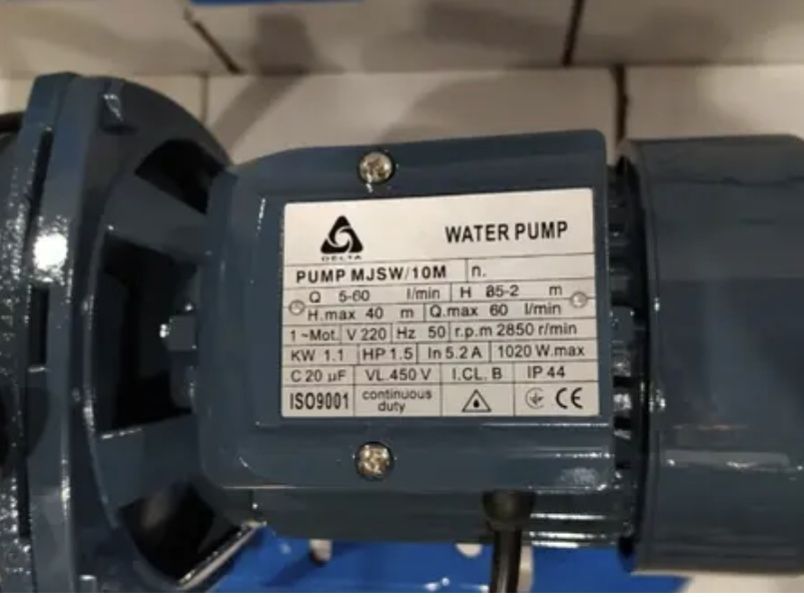 DELTA
WATER PUMP
PUMP MJSW/10M n.
Q 5-60 l/min H 85-2 m
H.max 40 m Q.max 60 l/min
1~Mot. V 220 Hz 50 r.p.m 2850 r/min
KW 1.1 HP 1.5 In 5.2 A 1020 W.max
C 20 µF VL.450 V I.CL. B IP 44
ISO9001 continuous duty CE